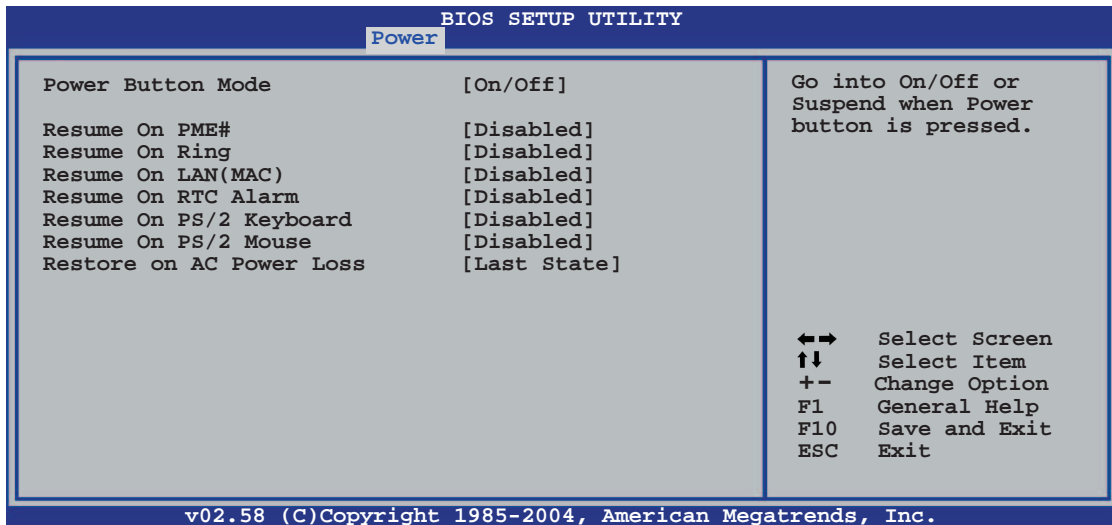 BIOS SETUP UTILITY
Power
Power Button Mode [On/Off]
Resume On PME# [Disabled]
Resume On Ring [Disabled]
Resume On LAN(MAC) [Disabled]
Resume On RTC Alarm [Disabled]
Resume On PS/2 Keyboard [Disabled]
Resume On PS/2 Mouse [Disabled]
Restore on AC Power Loss [Last State]
Go into On/Off or
Suspend when Power
button is pressed.
←→ Select Screen
↑↓ Select Item
+- Change Option
F1 General Help
F10 Save and Exit
ESC Exit
v02.58 (C)Copyright 1985-2004, American Megatrends, Inc.